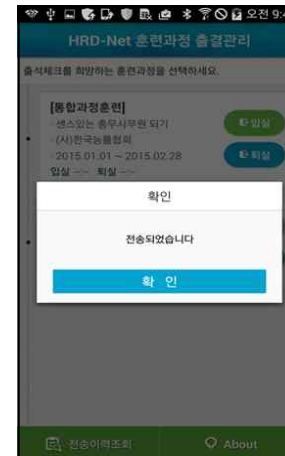 오전 9:4
HRD-Net 훈련과정 출결관리
출석체크를 희망하는 훈련과정을 선택하세요.
[통합과정훈련]
센스있는 총무사무원 되기
(사)한국능률협회
2015.01.01 ~ 2015.02.28
입실 --:-- 퇴실 --:--
입실
퇴실
확인
전송되었습니다
확 인
전송이력조회
About